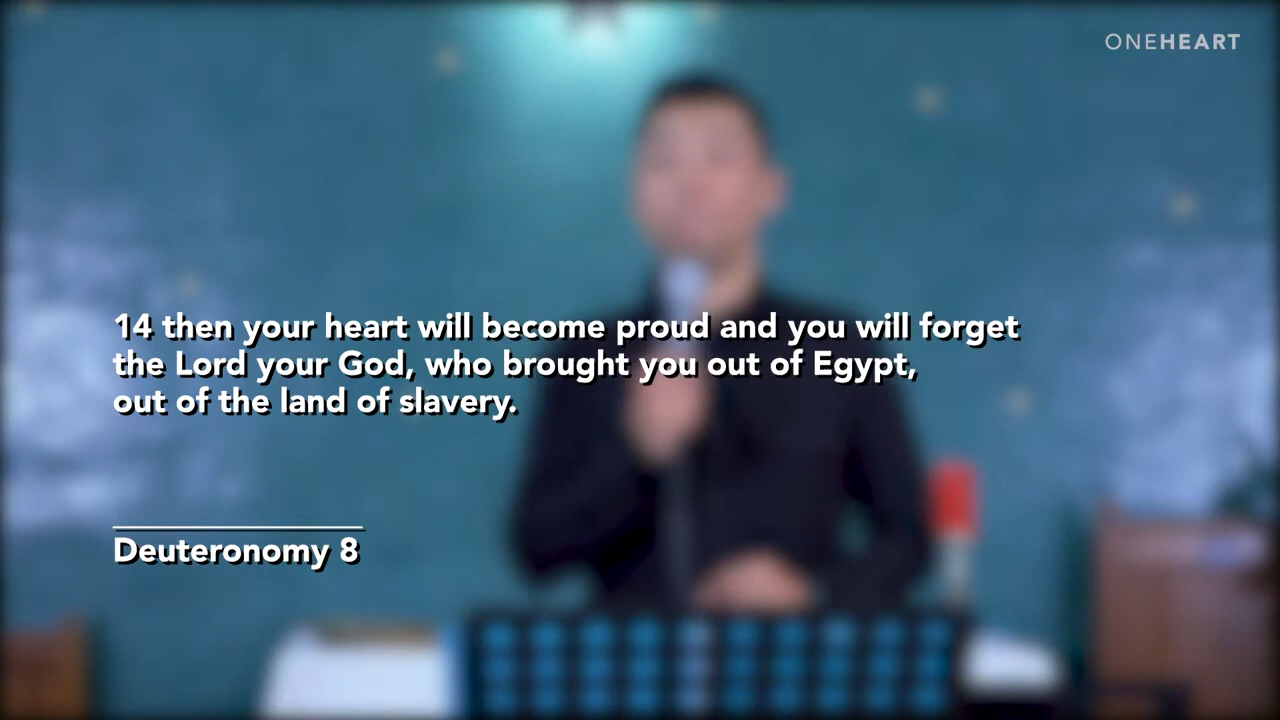 ONEHEART
14 then your heart will become proud and you will forget
the Lord your God, who brought you out of Egypt,
out of the land of slavery.
Deuteronomy 8